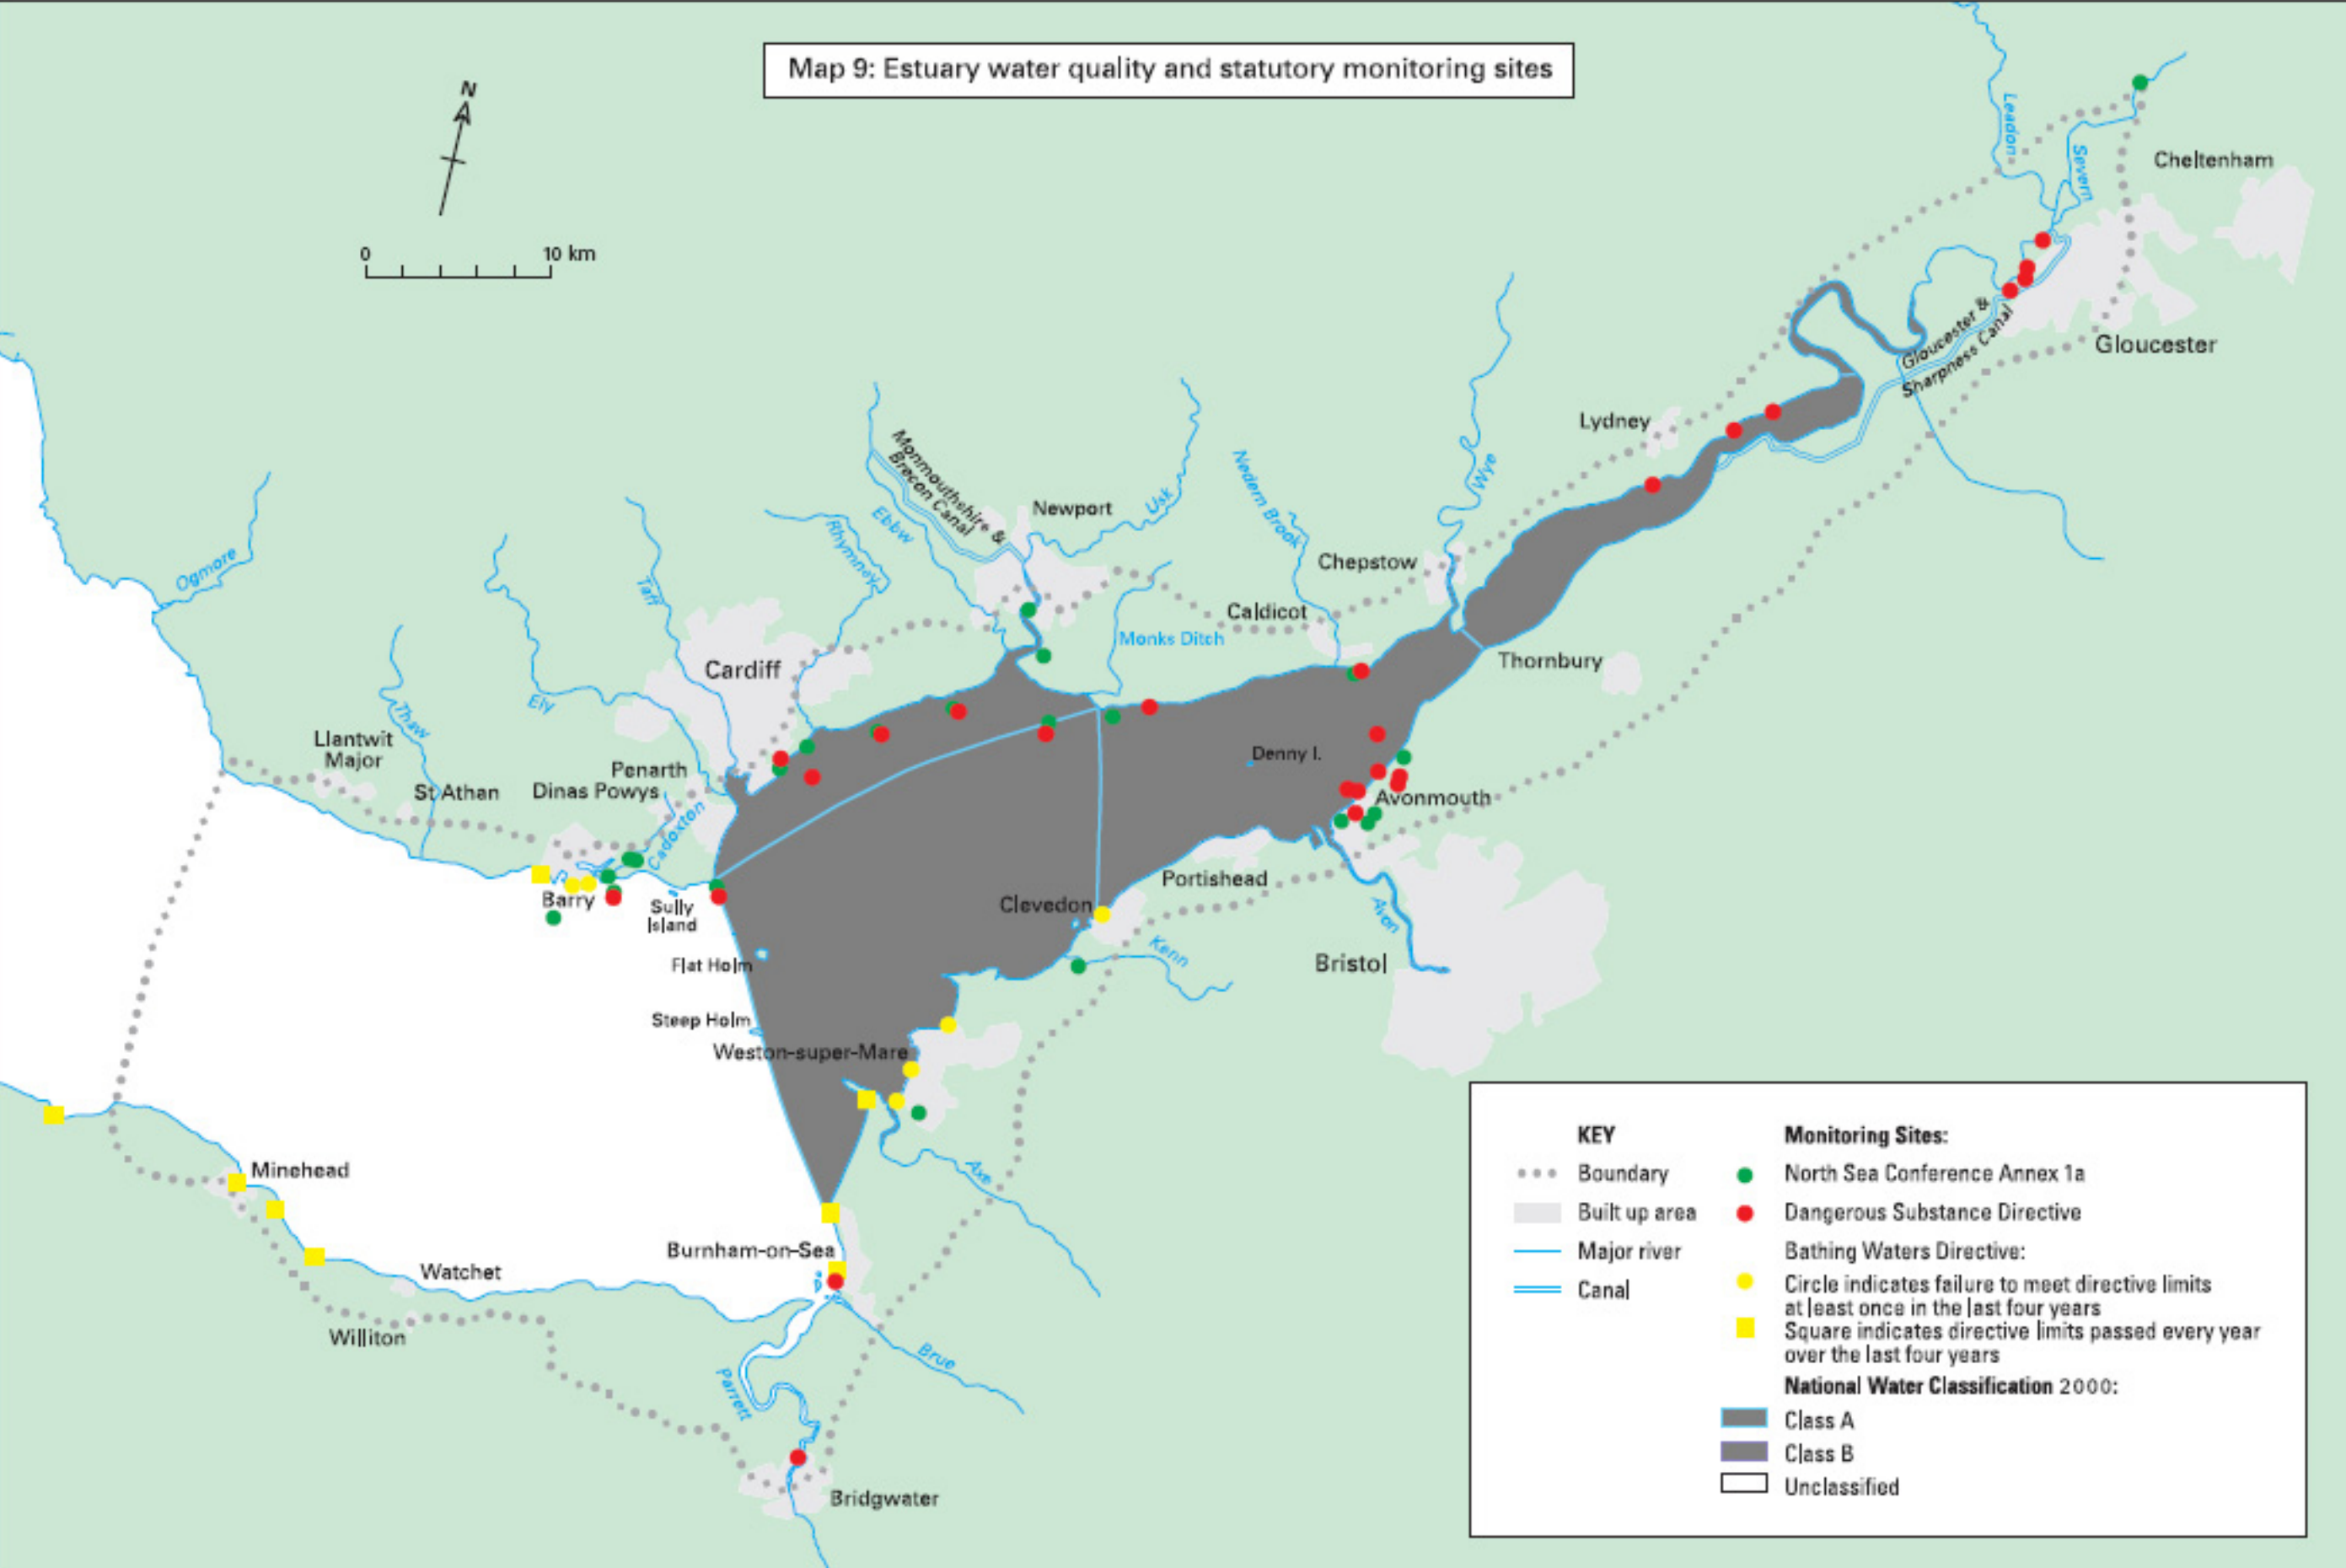 Map 9: Estuary water quality and statutory monitoring sites
N
0 10 km
Leadon
Severn
Cheltenham
Gloucester &
Sharpness Canal
Gloucester
Lydney
Wye
Nedern Brook
Usk
Newport
Monmouthshire &
Brecon Canal
Ebbw
Rhymney
Taff
Ogmore
Chepstow
Caldicot
Monks Ditch
Thornbury
Cardiff
Ely
Thaw
Llantwit
Major
St Athan
Penarth
Dinas Powys
Cadoxton
Denny I.
Avonmouth
Barry
Sully
Island
Portishead
Clevedon
Avon
Kenn
Bristol
Flat Holm
Steep Holm
Weston-super-Mare
Axe
Minehead
Burnham-on-Sea
Watchet
Williton
Brue
Parrett
Bridgwater
KEY
Boundary
Built up area
Major river
Canal
Monitoring Sites:
North Sea Conference Annex 1a
Dangerous Substance Directive
Bathing Waters Directive:
Circle indicates failure to meet directive limits
at least once in the last four years
Square indicates directive limits passed every year
over the last four years
National Water Classification 2000:
Class A
Class B
Unclassified